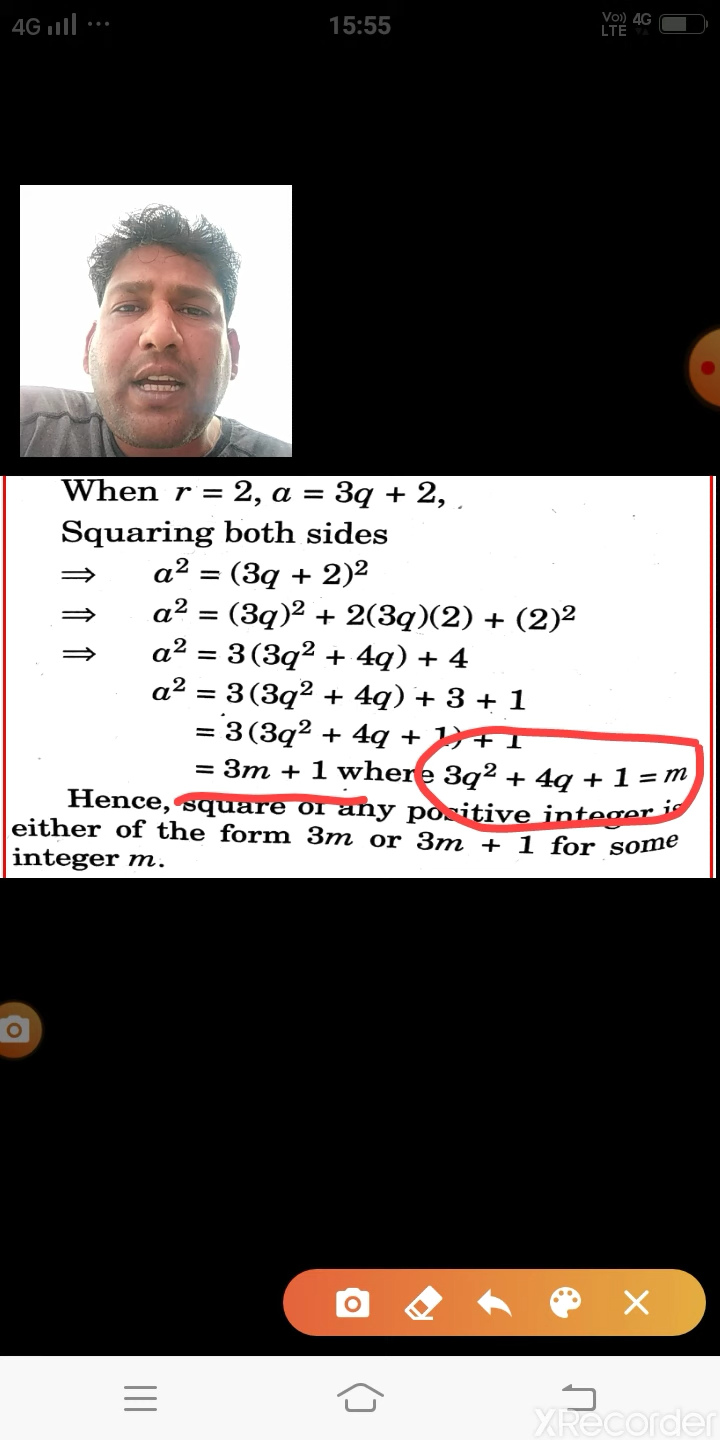 4G ...
15:55
Vo)) 4G
LTE
When r = 2, a = 3q + 2,
Squaring both sides
⇒ a² = (3q + 2)²
⇒ a² = (3q)² + 2(3q)(2) + (2)²
⇒ a² = 3(3q² + 4q) + 4
a² = 3(3q² + 4q) + 3 + 1
= 3(3q² + 4q + 1) + 1
= 3m + 1 where 3q² + 4q + 1 = m
Hence, square of any positive integer is
either of the form 3m or 3m + 1 for some
integer m.
XRecorder